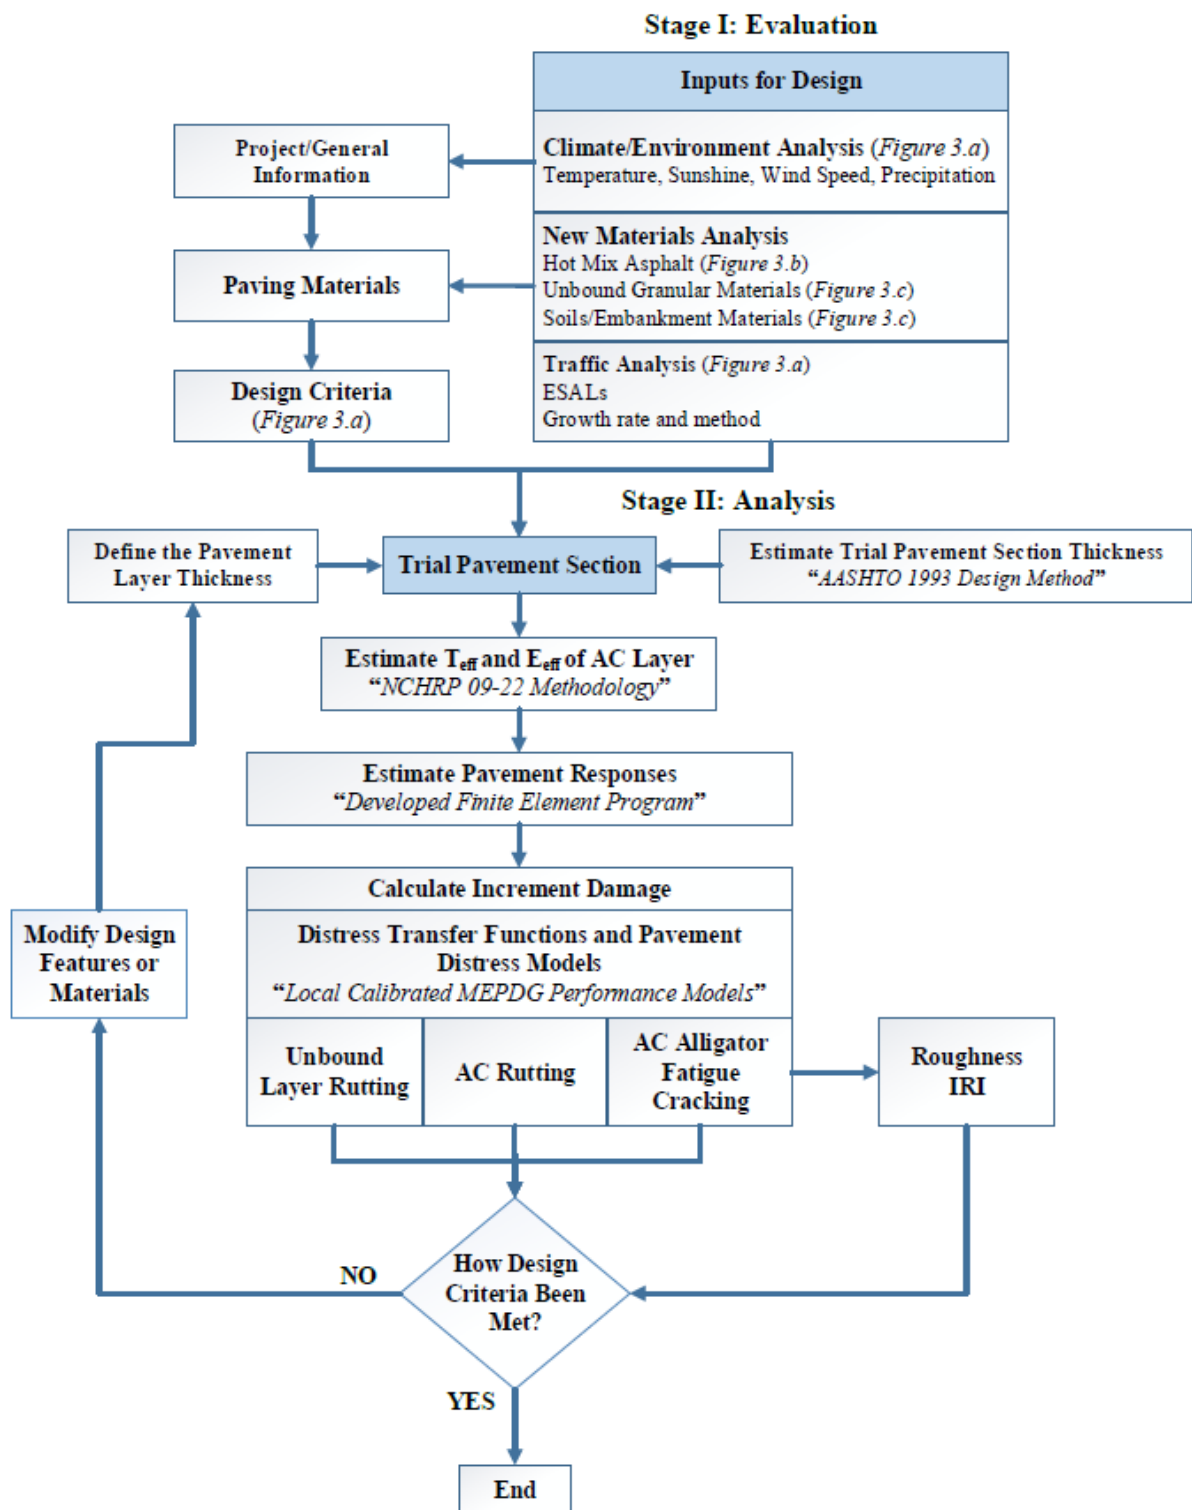 Stage I: Evaluation
Inputs for Design
Project/General
Information
Climate/Environment Analysis (Figure 3.a)
Temperature, Sunshine, Wind Speed, Precipitation
New Materials Analysis
Hot Mix Asphalt (Figure 3.b)
Unbound Granular Materials (Figure 3.c)
Soils/Embankment Materials (Figure 3.c)
Paving Materials
Traffic Analysis (Figure 3.a)
ESALs
Growth rate and method
Design Criteria
(Figure 3.a)
Stage II: Analysis
Define the Pavement
Layer Thickness
Trial Pavement Section
Estimate Trial Pavement Section Thickness
“AASHTO 1993 Design Method”
Estimate Teff and Eeff of AC Layer
“NCHRP 09-22 Methodology”
Estimate Pavement Responses
“Developed Finite Element Program”
Calculate Increment Damage
Distress Transfer Functions and Pavement
Distress Models
“Local Calibrated MEPDG Performance Models”
Modify Design
Features or
Materials
Unbound
Layer Rutting
AC Rutting
AC Alligator
Fatigue
Cracking
Roughness
IRI
How Design
Criteria Been
Met?
NO
YES
End